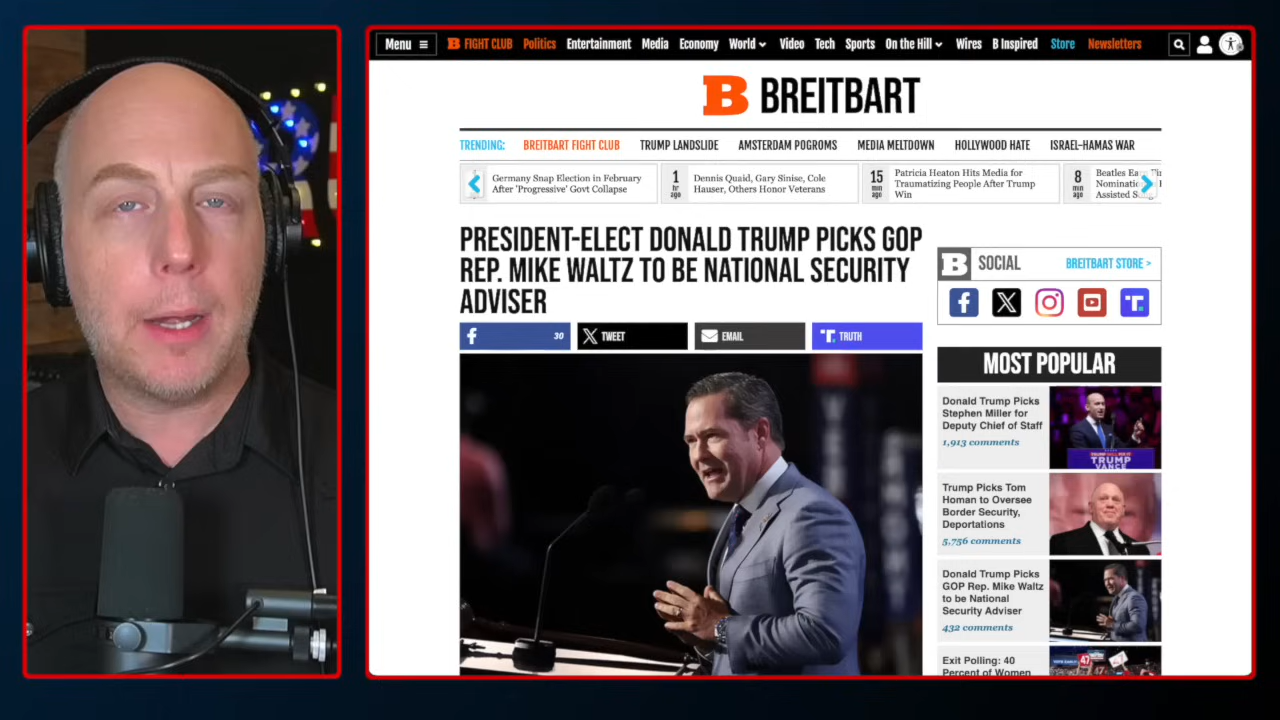 Menu
FIGHT CLUB Politics Entertainment Media Economy World Video Tech Sports On the Hill Wires B Inspired Store Newsletters
B BREITBART
TRENDING: BREITBART FIGHT CLUB TRUMP LANDSLIDE AMSTERDAM POGROMS MEDIA MELTDOWN HOLLYWOOD HATE ISRAEL-HAMAS WAR
Germany Snap Election in February
After 'Progressive' Govt Collapse
1
hr
ago
Dennis Quaid, Gary Sinise, Cole
Hauser, Others Honor Veterans
15
min
ago
Patricia Heaton Hits Media for
Traumatizing People After Trump
Win
8
min
ago
Beatles
Nominati
Assisted
PRESIDENT-ELECT DONALD TRUMP PICKS GOP
REP. MIKE WALTZ TO BE NATIONAL SECURITY
ADVISER
30
TWEET
EMAIL
TRUTH
B SOCIAL BREITBART STORE >
MOST POPULAR
Donald Trump Picks
Stephen Miller for
Deputy Chief of Staff
1,913 comments
TRUMP
VANCE
Trump Picks Tom
Homan to Oversee
Border Security,
Deportations
5,756 comments
Donald Trump Picks
GOP Rep. Mike Waltz
to be National
Security Adviser
432 comments
Exit Polling: 40
Percent of Women
47